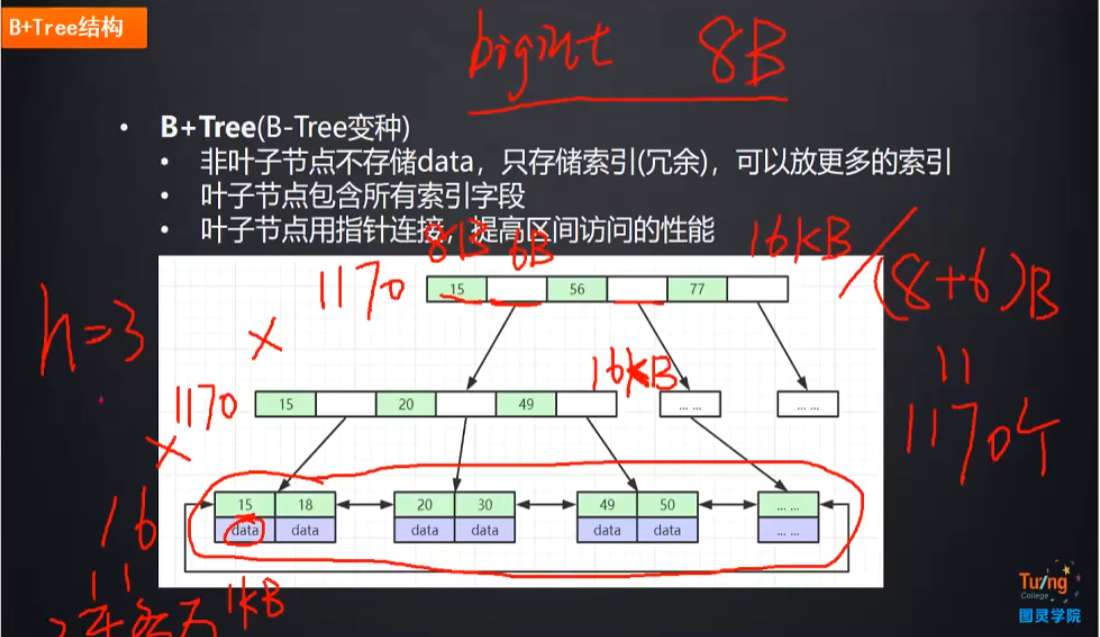 B+Tree结构
bigint 8B
• B+Tree(B-Tree变种)
• 非叶子节点不存储data，只存储索引(冗余)，可以放更多的索引
• 叶子节点包含所有索引字段
• 叶子节点用指针连接，提高区间访问的性能
8B 6B 16KB/(8+6)B
1170 15 56 77
h=3 ×
16KB 11
1170 15 20 49 ... ... ... ...
1170个
×
16 15 18 20 30 49 50 ... ...
data data data data data data ... ...
11
1KB
2千多万
Tuling
College
图灵学院